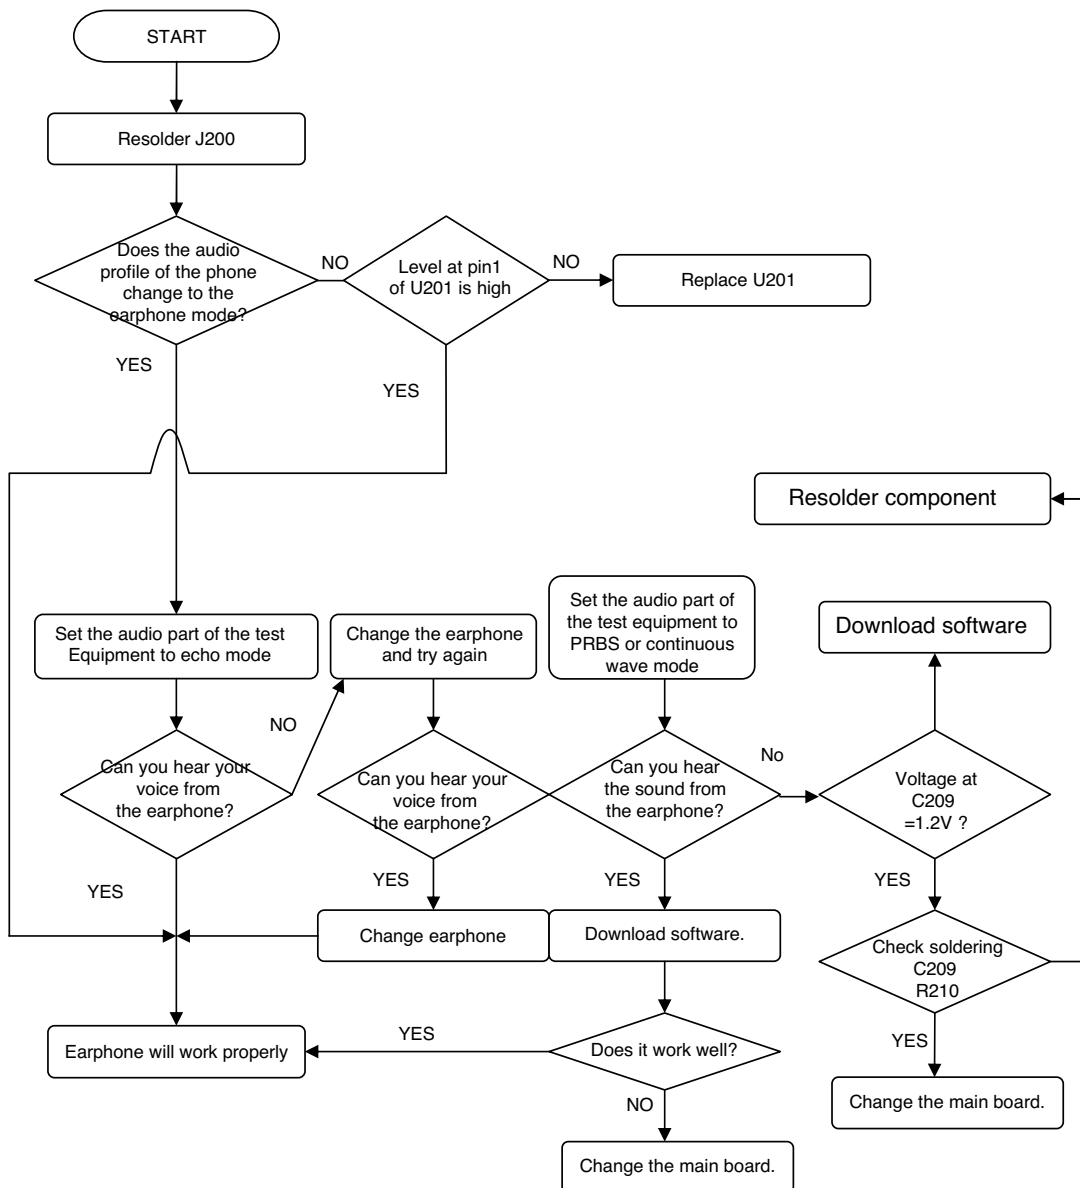 START
Resolder J200
Does the audio
profile of the phone
change to the
earphone mode?
NO
Level at pin1
of U201 is high
NO
Replace U201
YES
YES
Resolder component
Set the audio part of the test
Equipment to echo mode
Change the earphone
and try again
Set the audio part of
the test equipment to
PRBS or continuous
wave mode
Download software
NO
No
Can you hear your
voice from
the earphone?
Can you hear your
voice from
the earphone?
Can you hear
the sound from
the earphone?
Voltage at
C209
=1.2V ?
YES
YES
YES
YES
Change earphone
Download software.
Check soldering
C209
R210
YES
Earphone will work properly
YES
Does it work well?
NO
Change the main board.
Change the main board.